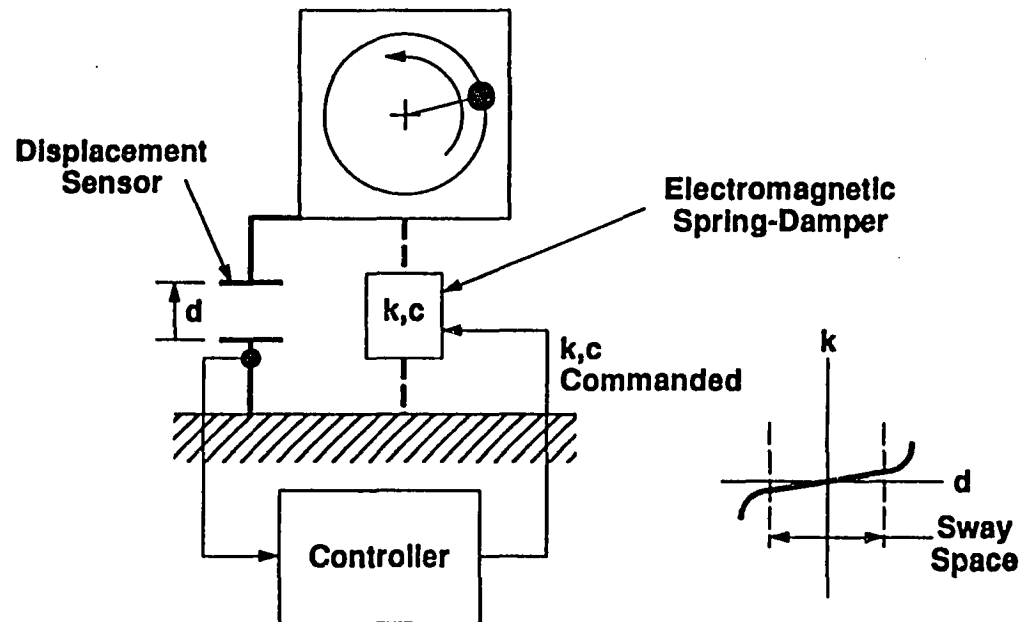 Displacement
Sensor
Electromagnetic
Spring-Damper
d
k,c
k,c
Commanded
k
d
Sway
Space
Controller